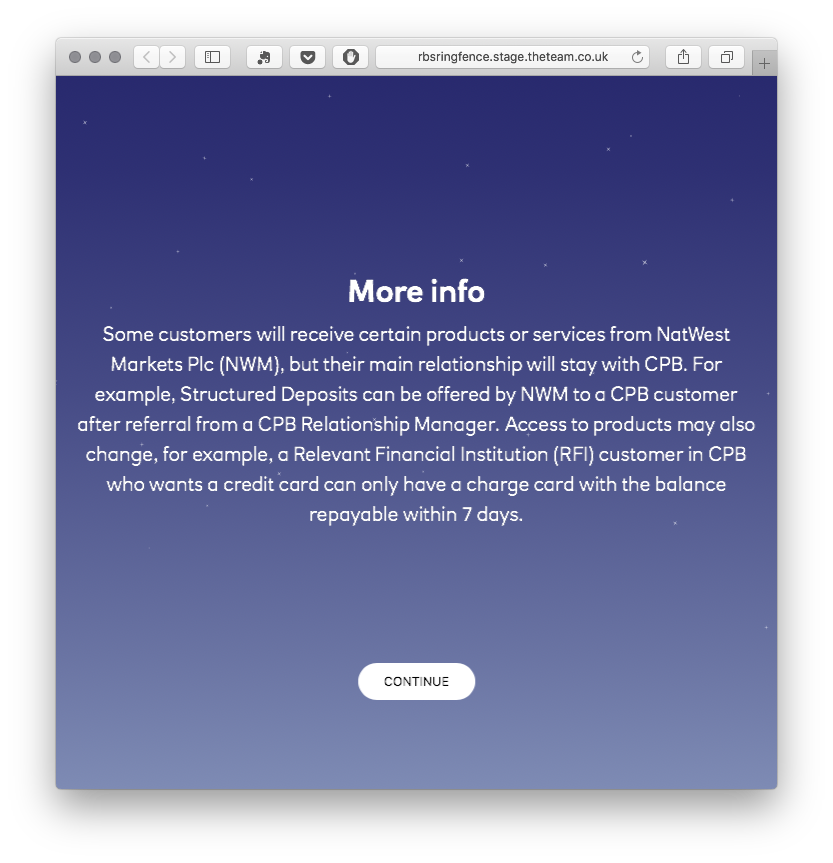 rbsringfence.stage.theteam.co.uk
More info
Some customers will receive certain products or services from NatWest
Markets Plc (NWM), but their main relationship will stay with CPB. For
example, Structured Deposits can be offered by NWM to a CPB customer
after referral from a CPB Relationship Manager. Access to products may also
change, for example, a Relevant Financial Institution (RFI) customer in CPB
who wants a credit card can only have a charge card with the balance
repayable within 7 days.
CONTINUE